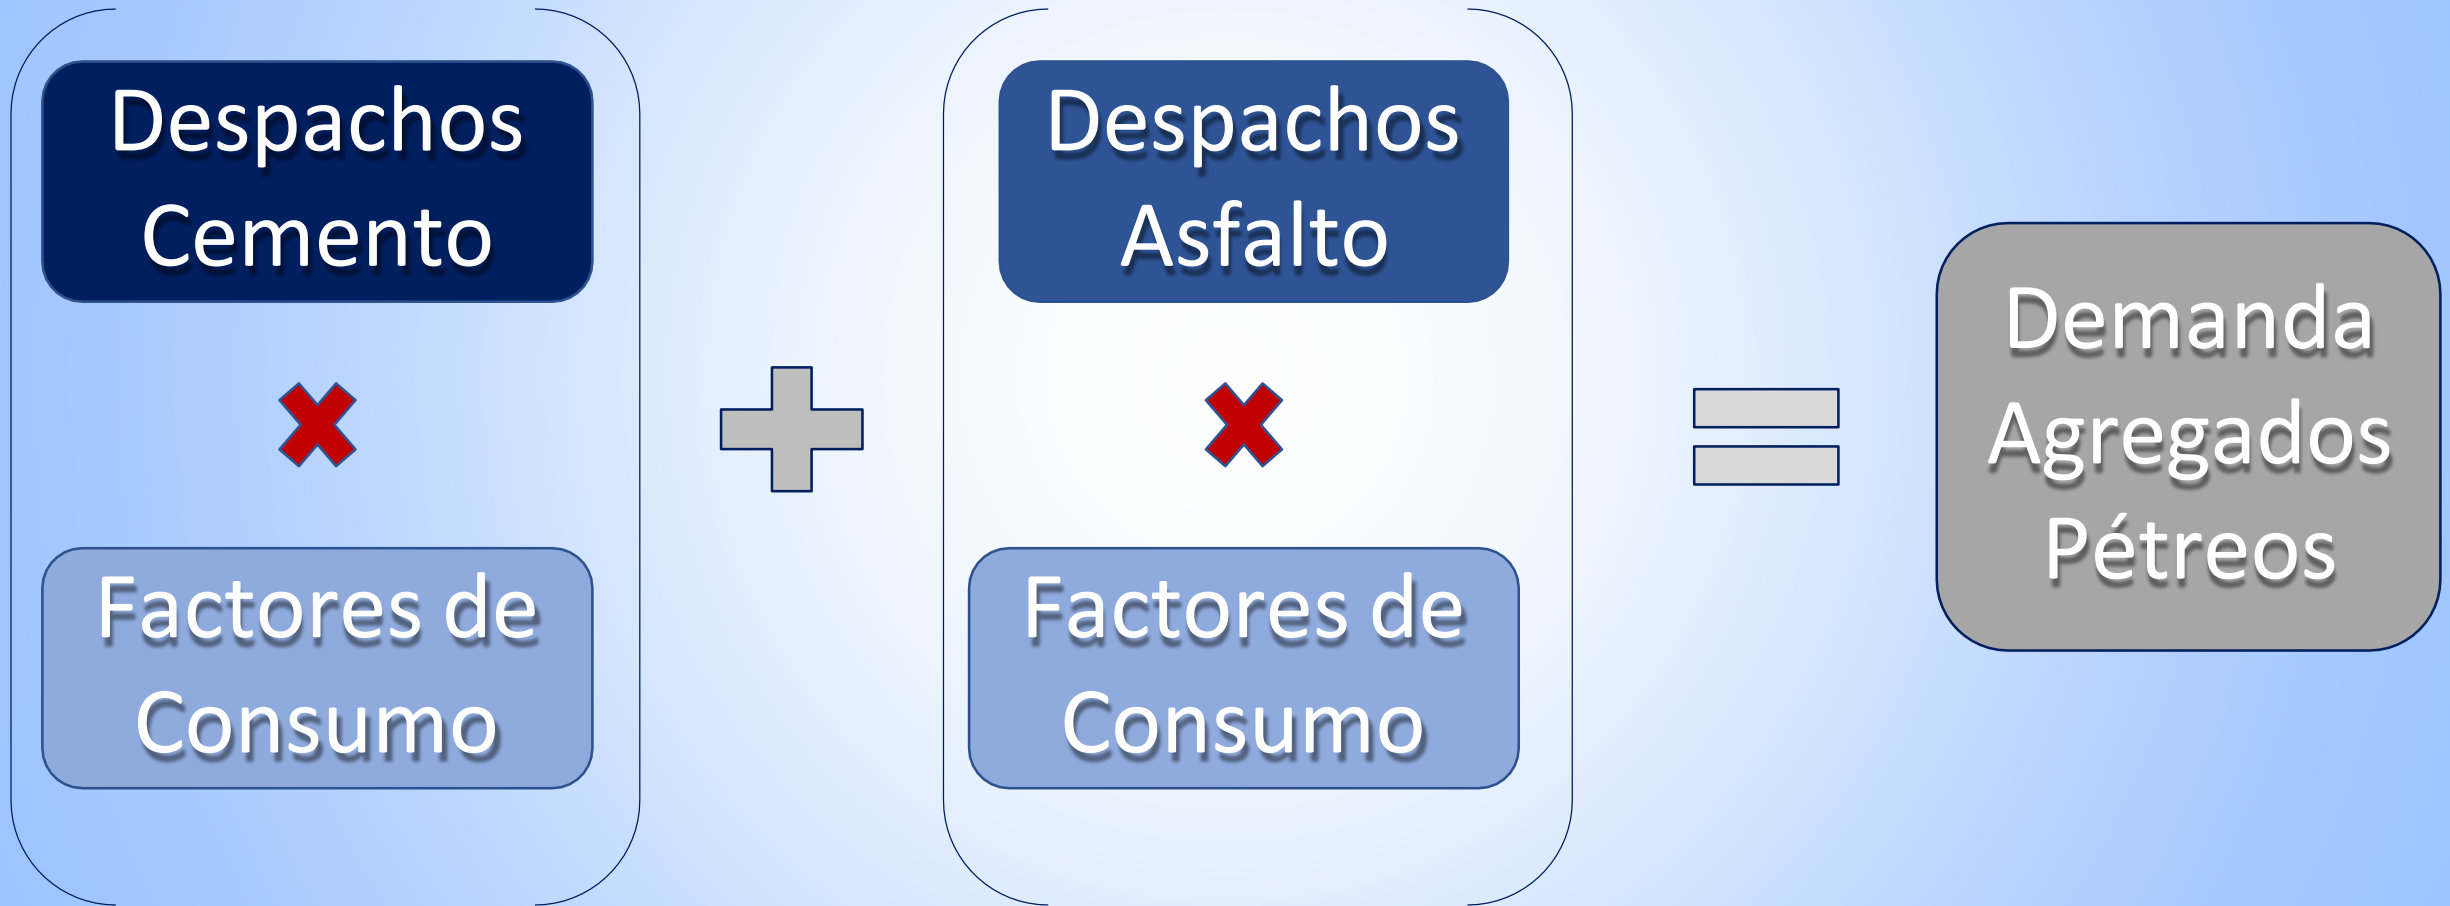 Despachos
Cemento
Factores de
Consumo
Despachos
Asfalto
Factores de
Consumo
Demanda
Agregados
Pétreos